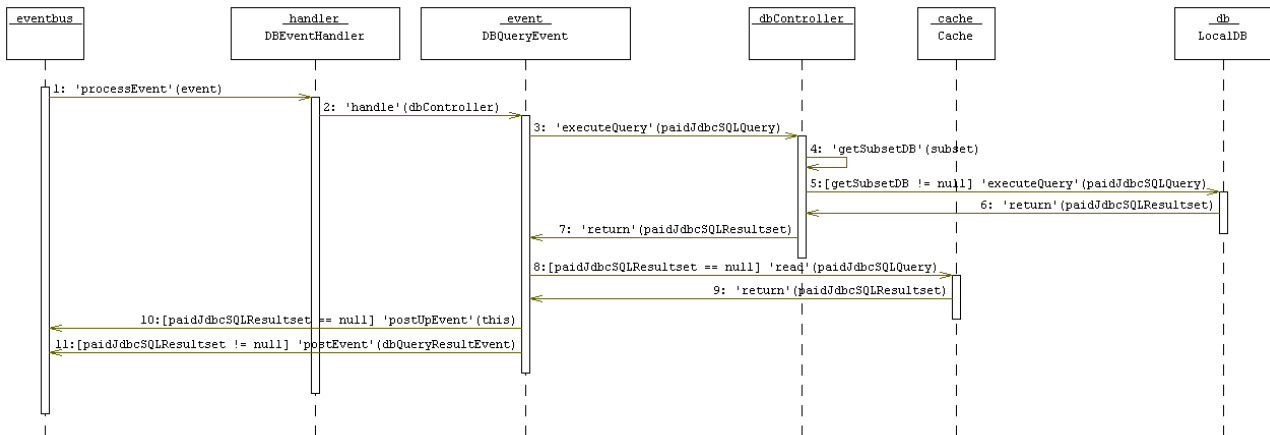 eventbus
handler
DBEventHandler
event
DBQueryEvent
dbController
cache
Cache
db
LocalDB
1: 'processEvent'(event)
2: 'handle'(dbController)
3: 'executeQuery'(paidJdbcSQLQuery)
4: 'getSubsetDB'(subset)
5:[getSubsetDB != null] 'executeQuery'(paidJdbcSQLQuery)
6: 'return'(paidJdbcSQLResultset)
7: 'return'(paidJdbcSQLResultset)
8:[paidJdbcSQLResultset == null] 'read'(paidJdbcSQLQuery)
9: 'return'(paidJdbcSQLResultset)
10:[paidJdbcSQLResultset == null] 'postUpEvent'(this)
11:[paidJdbcSQLResultset != null] 'postEvent'(dbQueryResultEvent)